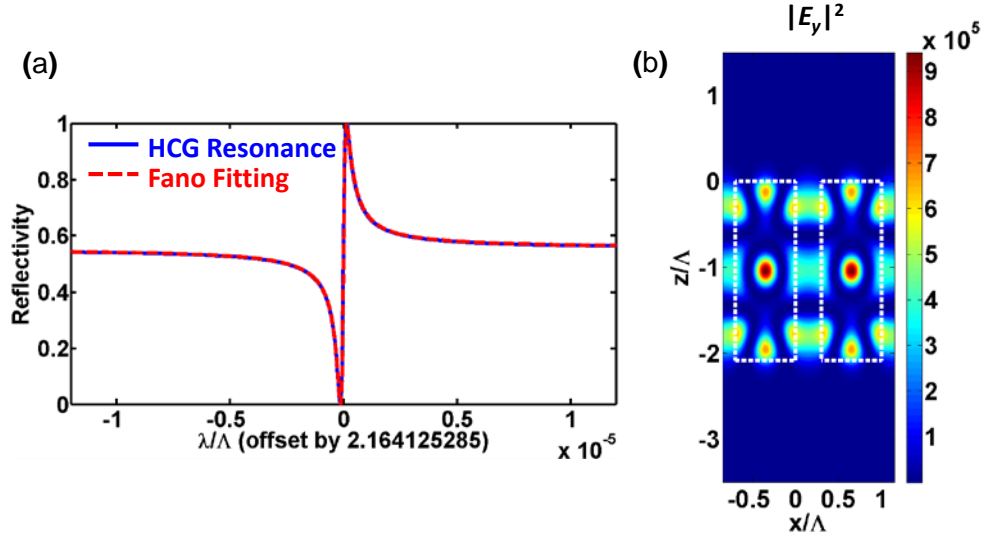 (a)
1
0.8
0.6
0.4
0.2
0
Reflectivity
HCG Resonance
Fano Fitting
-1
-0.5
0
0.5
1
λ/Λ (offset by 2.164125285)
x 10⁻⁵
|E_y|²
(b)
x 10⁵
1
0
-1
-2
-3
z/Λ
-0.5
0
0.5
1
x/Λ
9
8
7
6
5
4
3
2
1